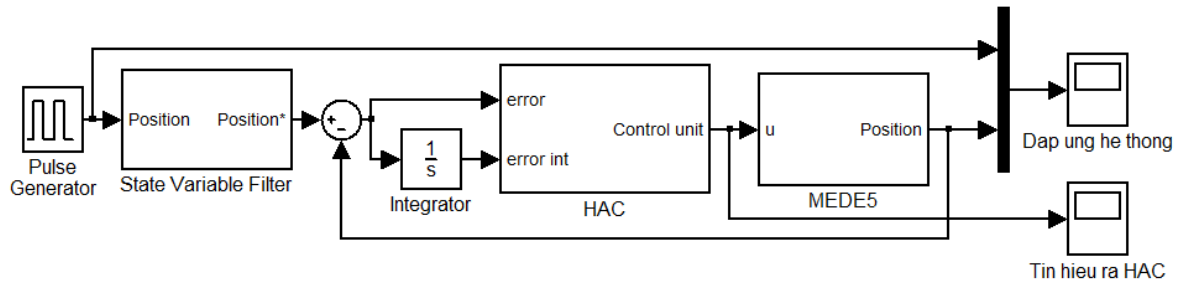 Pulse
Generator
Position
Position*
State Variable Filter
+
-
1
s
Integrator
error
error int
Control unit
HAC
u
Position
MEDE5
Dap ung he thong
Tin hieu ra HAC